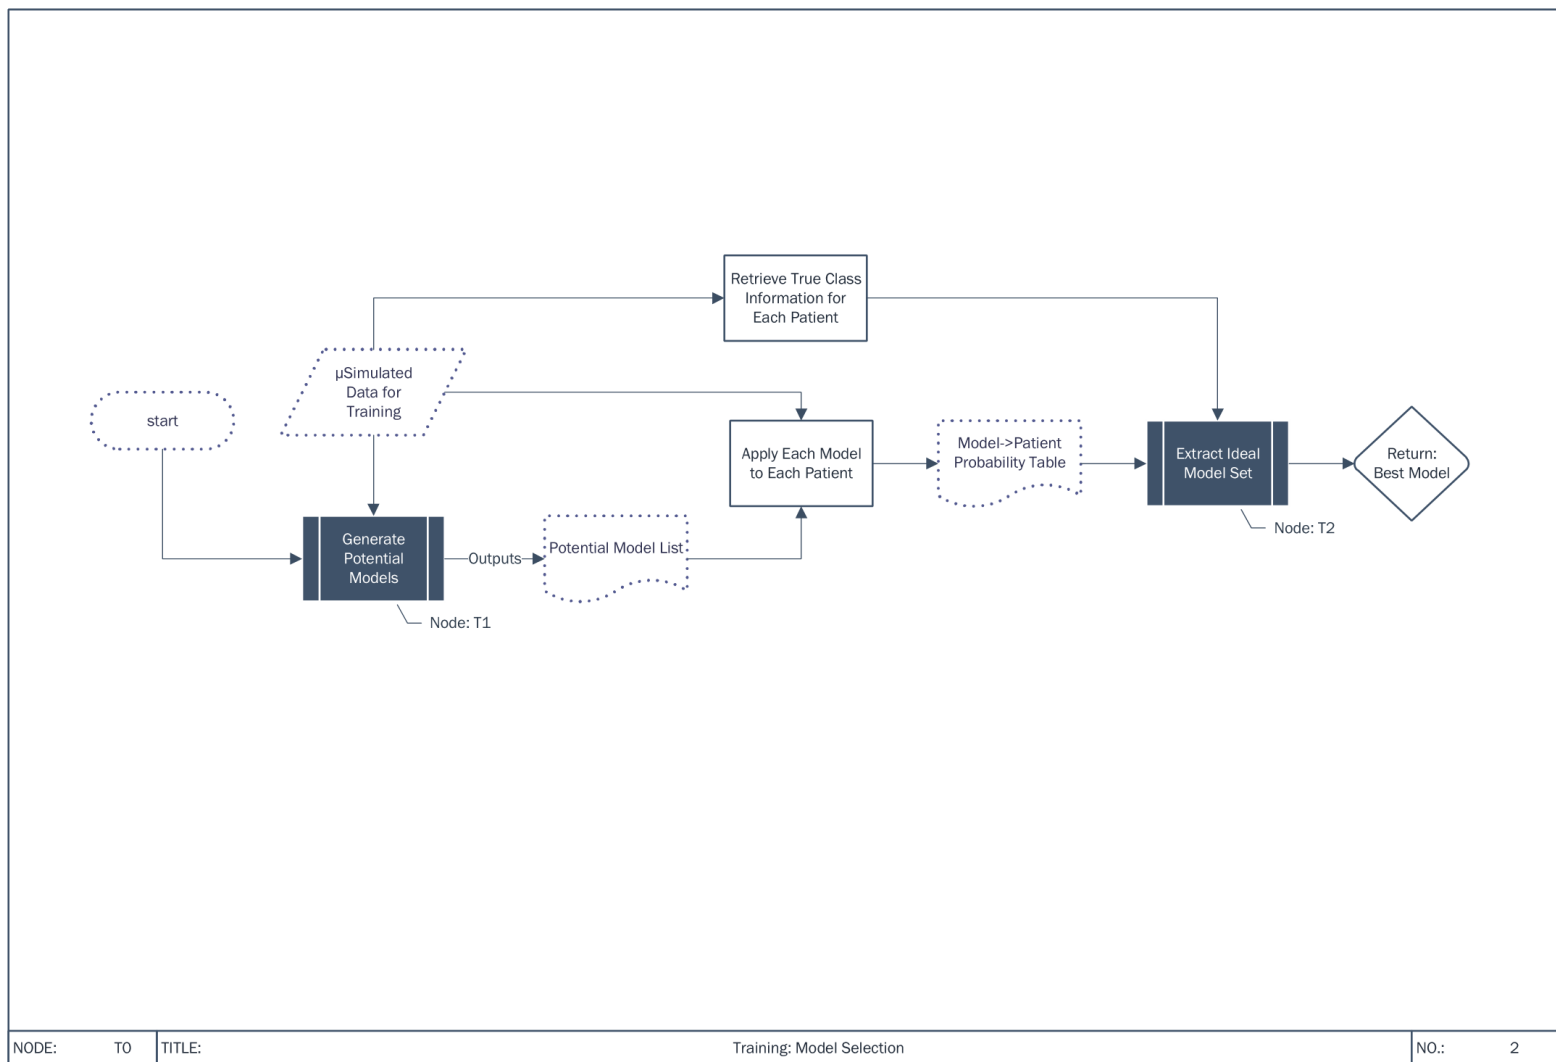 Retrieve True Class
Information for
Each Patient
µSimulated
Data for
Training
start
Apply Each Model
to Each Patient
Model->Patient
Probability Table
Extract Ideal
Model Set
Return:
Best Model
Node: T2
Generate
Potential
Models
Outputs
Potential Model List
Node: T1
NODE: T0 TITLE: Training: Model Selection NO.: 2